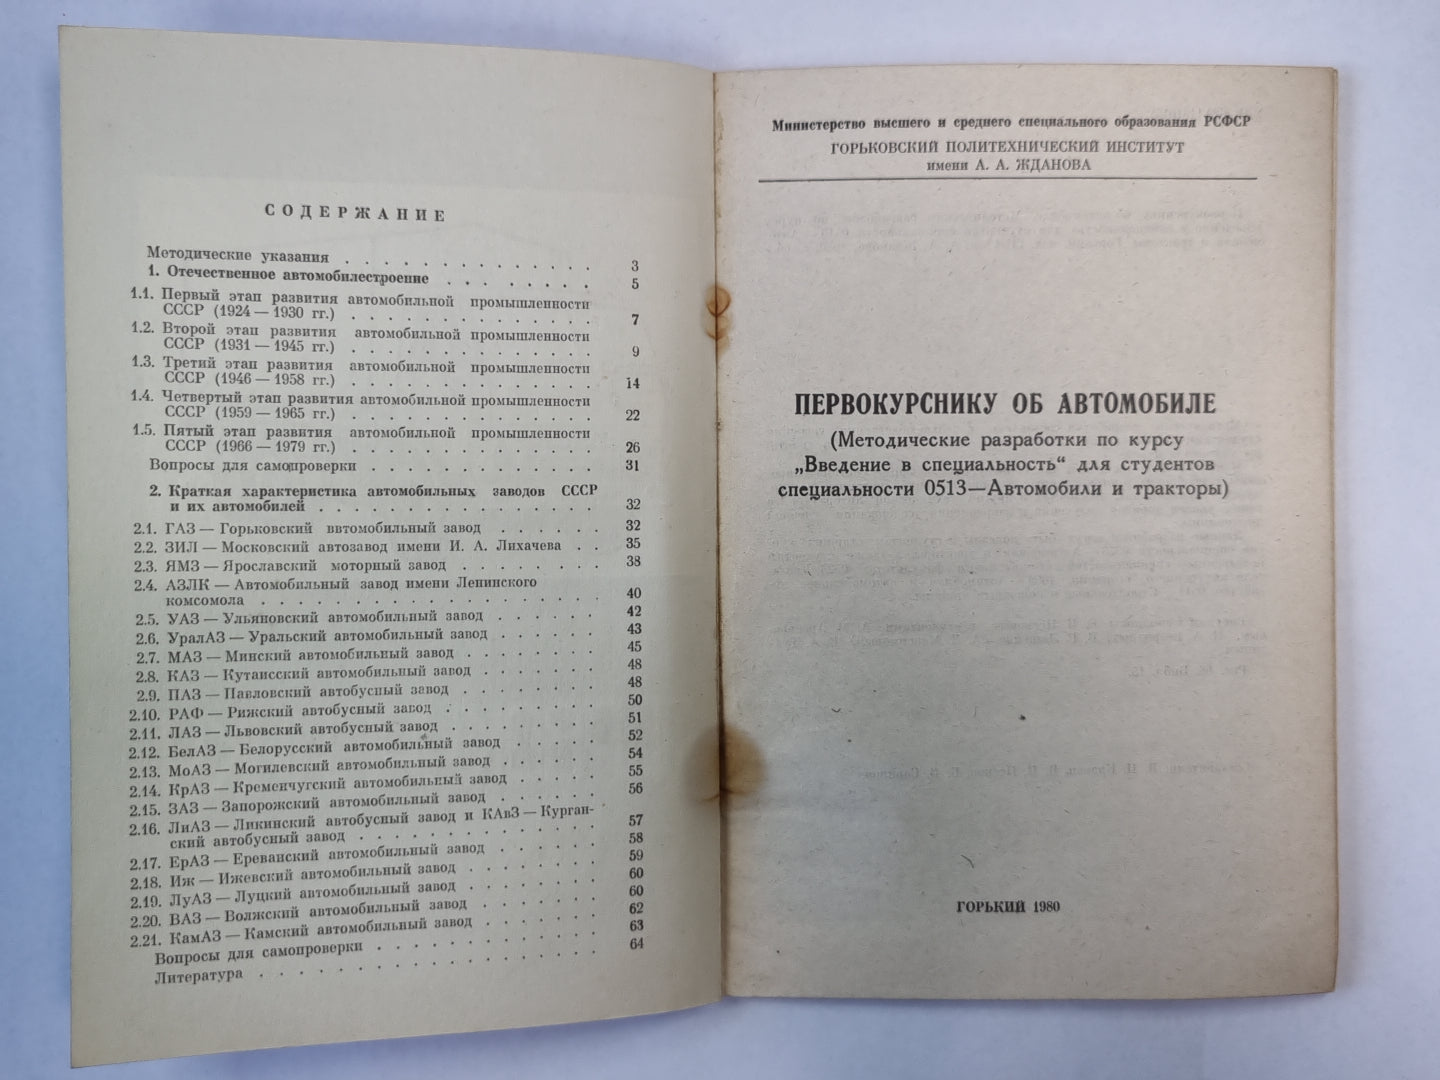 СОДЕРЖАНИЕ
Методические указания . . . . . . . . . . . . . 3
1. Отечественное автомобилестроение . . . . . . . . 5
1.1. Первый этап развития автомобильной промышленности
СССР (1924 — 1930 гг.) . . . . . . . . . . . . . 7
1.2. Второй этап развития автомобильной промышленности
СССР (1931 — 1945 гг.) . . . . . . . . . . . . . 9
1.3. Третий этап развития автомобильной промышленности
СССР (1946 — 1958 гг.) . . . . . . . . . . . . . 14
1.4. Четвертый этап развития автомобильной промышленности
СССР (1959 — 1965 гг.) . . . . . . . . . . . . . 22
1.5. Пятый этап развития автомобильной промышленности
СССР (1966 — 1979 гг.) . . . . . . . . . . . . . 26
Вопросы для самопроверки . . . . . . . . . . . . 31
2. Краткая характеристика автомобильных заводов СССР
и их автомобилей . . . . . . . . . . . . . . . 32
2.1. ГАЗ — Горьковский ввтомобильный завод . . . . . . 32
2.2. ЗИЛ — Московский автозавод имени И. А. Лихачева . . 35
2.3. ЯМЗ — Ярославский моторный завод . . . . . . . . 38
2.4. АЗЛК — Автомобильный завод имени Ленинского
комсомола . . . . . . . . . . . . . . . . . . 40
2.5. УАЗ — Ульяновский автомобильный завод . . . . . . 42
2.6. УралАЗ — Уральский автомобильный завод . . . . . . 43
2.7. МАЗ — Минский автомобильный завод . . . . . . . 45
2.8. КАЗ — Кутаисский автомобильный завод . . . . . . . 48
2.9. ПАЗ — Павловский автобусный завод . . . . . . . . 48
2.10. РАФ — Рижский автобусный завод . . . . . . . . . 50
2.11. ЛАЗ — Львовский автобусный завод . . . . . . . . 51
2.12. БелАЗ — Белорусский автомобильный завод . . . . . 52
2.13. МоАЗ — Могилевский автомобильный завод . . . . . 54
2.14. КрАЗ — Кременчугский автомобильный завод . . . . . 55
2.15. ЗАЗ — Запорожский автомобильный завод . . . . . . 56
2.16. ЛиАЗ — Ликинский автобусный завод и КАвЗ — Курган-
ский автобусный завод . . . . . . . . . . . . . 57
2.17. ЕрАЗ — Ереванский автомобильный завод . . . . . . 58
2.18. Иж — Ижевский автомобильный завод . . . . . . . 59
2.19. ЛуАЗ — Луцкий автомобильный завод . . . . . . . 60
2.20. ВАЗ — Волжский автомобильный завод . . . . . . . 60
2.21. КамАЗ — Камский автомобильный завод . . . . . . . 62
Вопросы для самопроверки . . . . . . . . . . . . 63
Литература . . . . . . . . . . . . . . . . . 64
Министерство высшего и среднего специального образования РСФСР
ГОРЬКОВСКИЙ ПОЛИТЕХНИЧЕСКИЙ ИНСТИТУТ
имени А. А. ЖДАНОВА
ПЕРВОКУРСНИКУ ОБ АВТОМОБИЛЕ
(Методические разработки по курсу
„Введение в специальность“ для студентов
специальности 0513—Автомобили и тракторы)
ГОРЬКИЙ 1980